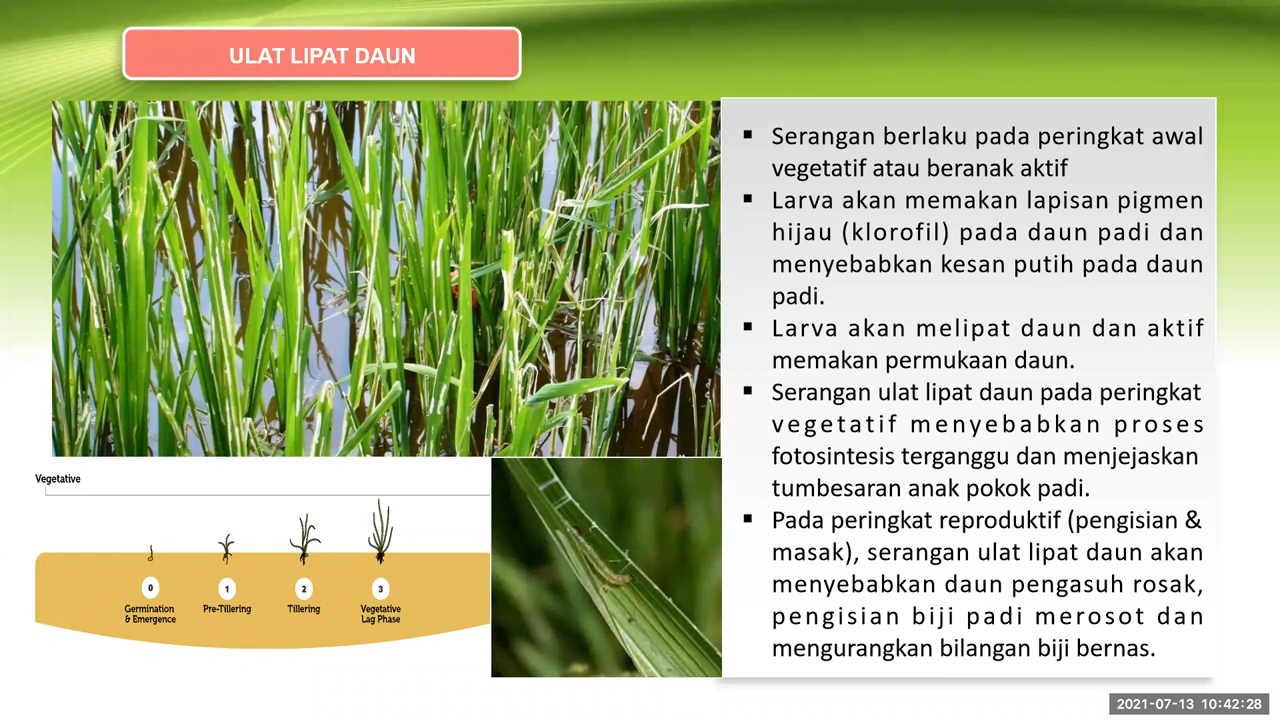 ULAT LIPAT DAUN
▪ Serangan berlaku pada peringkat awal
vegetatif atau beranak aktif
▪ Larva akan memakan lapisan pigmen
hijau (klorofil) pada daun padi dan
menyebabkan kesan putih pada daun
padi.
▪ Larva akan melipat daun dan aktif
memakan permukaan daun.
▪ Serangan ulat lipat daun pada peringkat
vegetatif menyebabkan proses
fotosintesis terganggu dan menjejaskan
tumbesaran anak pokok padi.
▪ Pada peringkat reproduktif (pengisian &
masak), serangan ulat lipat daun akan
menyebabkan daun pengasuh rosak,
pengisian biji padi merosot dan
mengurangkan bilangan biji bernas.
Vegetative
0
Germination
& Emergence
1
Pre-Tillering
2
Tillering
3
Vegetative
Lag Phase
2021-07-13 10:42:28